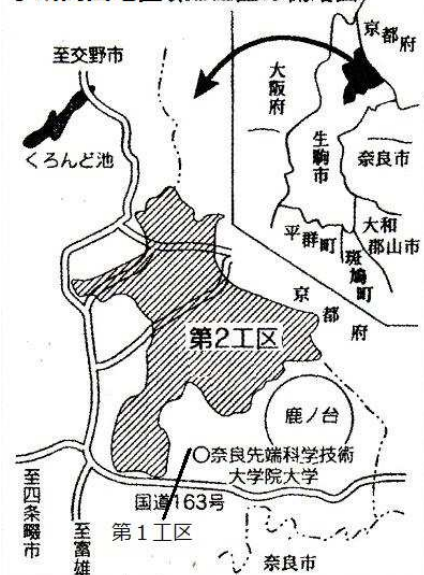 京都府
至交野市
大阪府
くろんど池
生駒市
奈良市
平群町
大和
郡山市
斑鳩町
京都府
第2工区
鹿ノ台
○奈良先端科学技術
大学院大学
国道163号
第1工区
至四条畷市
至富雄
奈良市